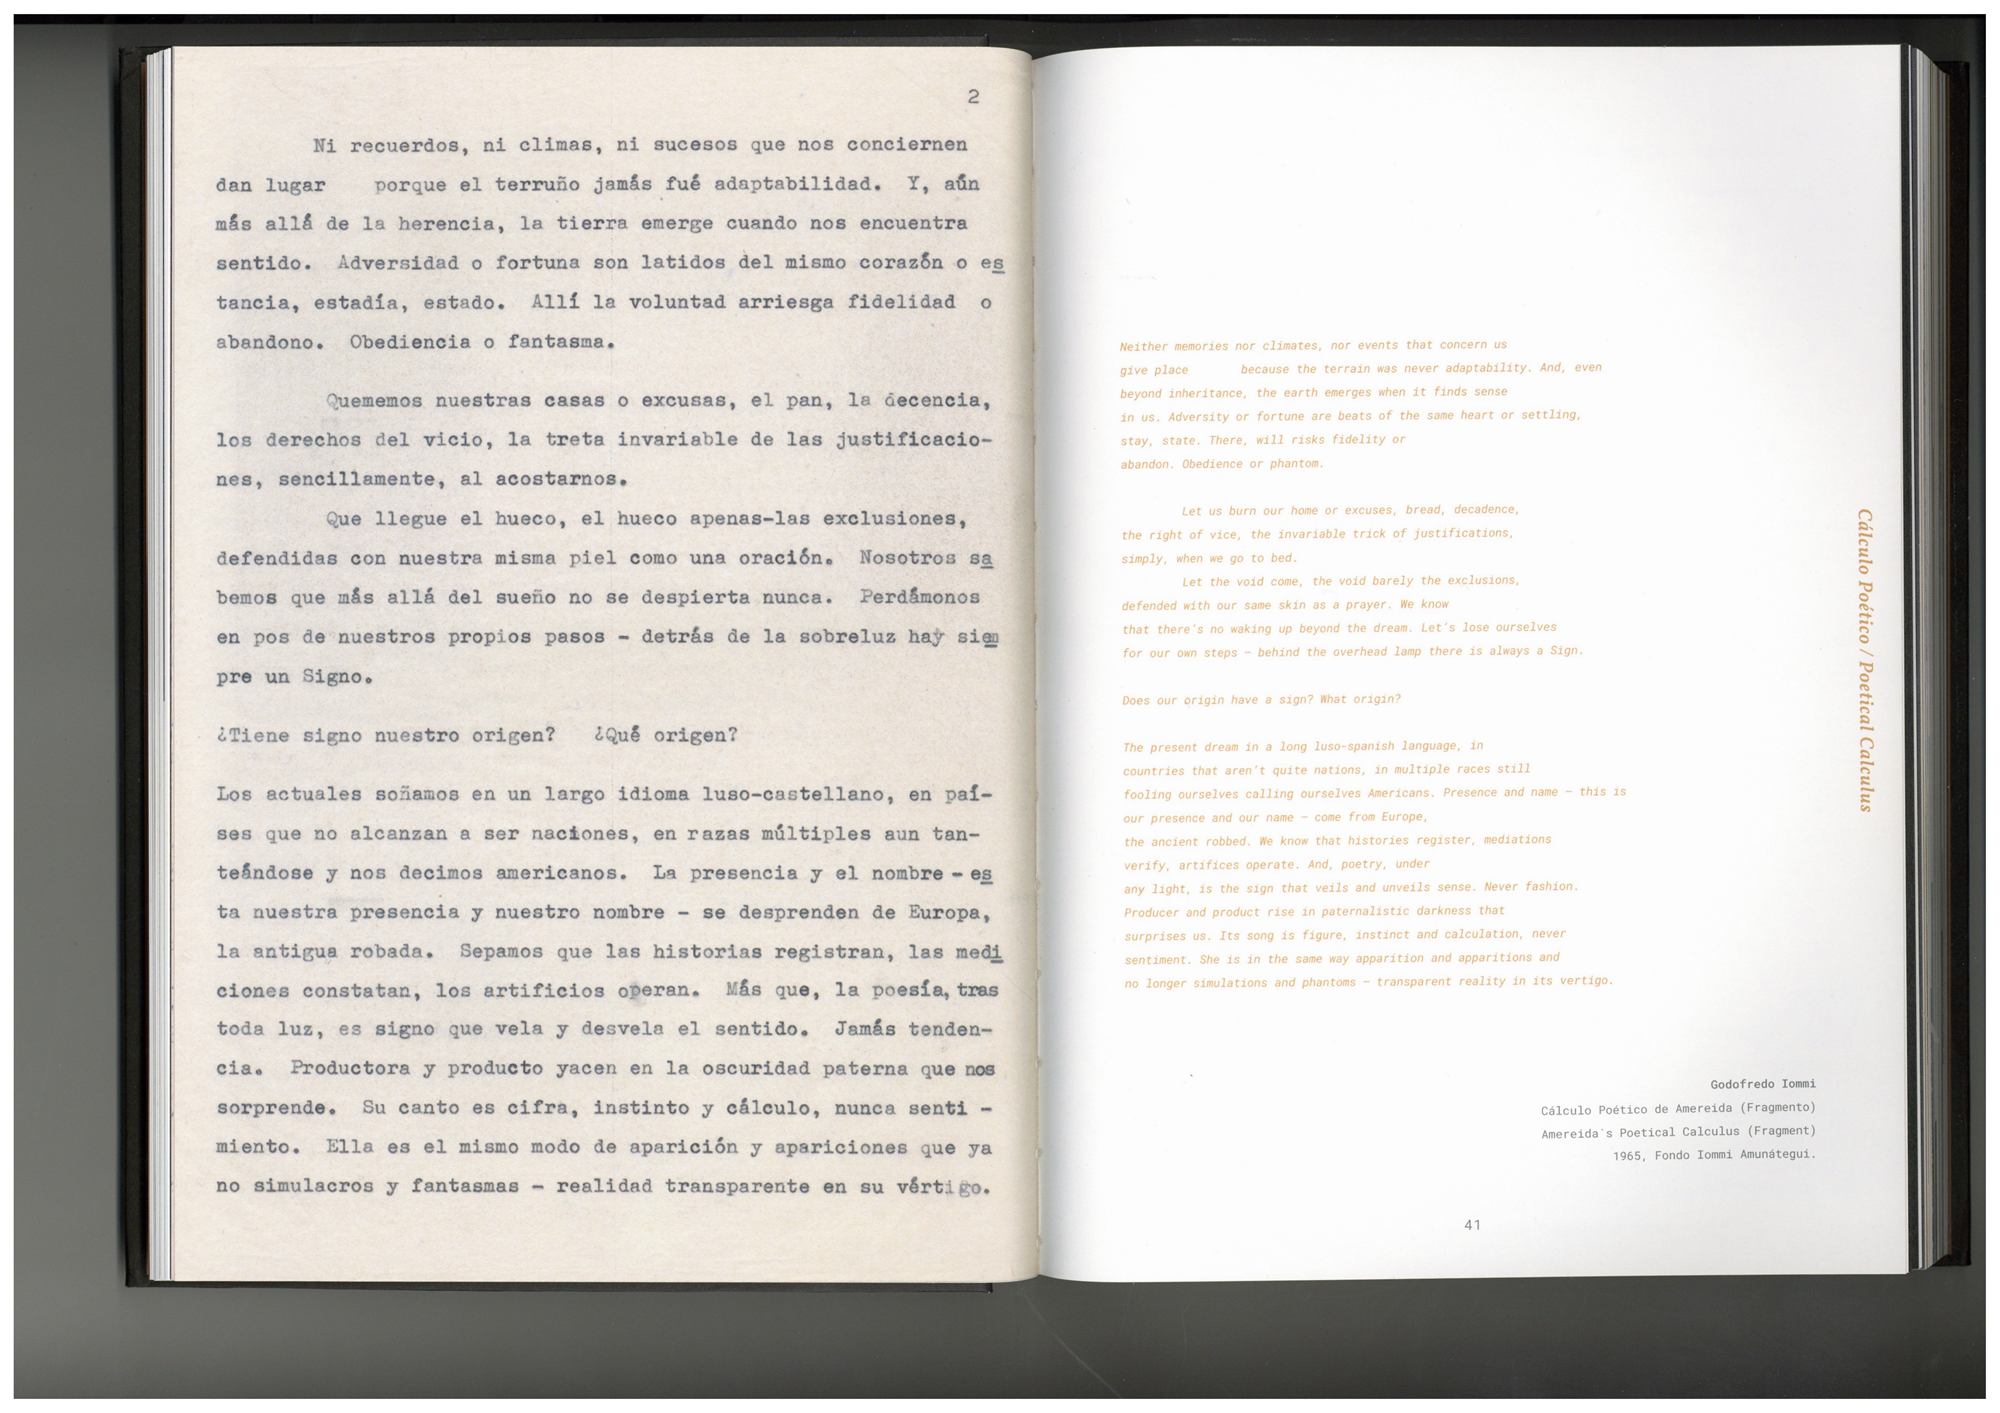 2
Ni recuerdos, ni climas, ni sucesos que nos conciernen
dan lugar    porque el terruño jamás fué adaptabilidad.  Y, aún
más allá de la herencia, la tierra emerge cuando nos encuentra
sentido.  Adversidad o fortuna son latidos del mismo corazón o es
tancia, estadía, estado.  Allí la voluntad arriesga fidelidad  o
abandono.  Obediencia o fantasma.
Quememos nuestras casas o excusas, el pan, la decencia,
los derechos del vicio, la treta invariable de las justificacio-
nes, sencillamente, al acostarnos.
Que llegue el hueco, el hueco apenas-las exclusiones,
defendidas con nuestra misma piel como una oración.  Nosotros sa
bemos que más allá del sueño no se despierta nunca.  Perdámonos
en pos de nuestros propios pasos - detrás de la sobreluz hay siem
pre un Signo.
¿Tiene signo nuestro origen?   ¿Qué origen?
Los actuales soñamos en un largo idioma luso-castellano, en paí-
ses que no alcanzan a ser naciones, en razas múltiples aun tan-
teándose y nos decimos americanos.  La presencia y el nombre - es
ta nuestra presencia y nuestro nombre - se desprenden de Europa,
la antigua robada.  Sepamos que las historias registran, las medi
ciones constatan, los artificios operan.  Más que, la poesía, tras
toda luz, es signo que vela y desvela el sentido.  Jamás tenden-
cia.  Productora y producto yacen en la oscuridad paterna que nos
sorprende.  Su canto es cifra, instinto y cálculo, nunca senti -
miento.  Ella es el mismo modo de aparición y apariciones que ya
no simulacros y fantasmas - realidad transparente en su vértigo.
Neither memories nor climates, nor events that concern us
give place    because the terrain was never adaptability. And, even
beyond inheritance, the earth emerges when it finds sense
in us. Adversity or fortune are beats of the same heart or settling,
stay, state. There, will risks fidelity or
abandon. Obedience or phantom.
Let us burn our home or excuses, bread, decadence,
the right of vice, the invariable trick of justifications,
simply, when we go to bed.
Let the void come, the void barely the exclusions,
defended with our same skin as a prayer. We know
that there's no waking up beyond the dream. Let's lose ourselves
for our own steps – behind the overhead lamp there is always a Sign.
Does our origin have a sign? What origin?
The present dream in a long luso-spanish language, in
countries that aren't quite nations, in multiple races still
fooling ourselves calling ourselves Americans. Presence and name – this is
our presence and our name – come from Europe,
the ancient robbed. We know that histories register, mediations
verify, artifices operate. And, poetry, under
any light, is the sign that veils and unveils sense. Never fashion.
Producer and product rise in paternalistic darkness that
surprises us. Its song is figure, instinct and calculation, never
sentiment. She is in the same way apparition and apparitions and
no longer simulations and phantoms – transparent reality in its vertigo.
Godofredo Iommi
Cálculo Poético de Amereida (Fragmento)
Amereida's Poetical Calculus (Fragment)
1965, Fondo Iommi Amunátegui.
41
Cálculo Poético / Poetical Calculus